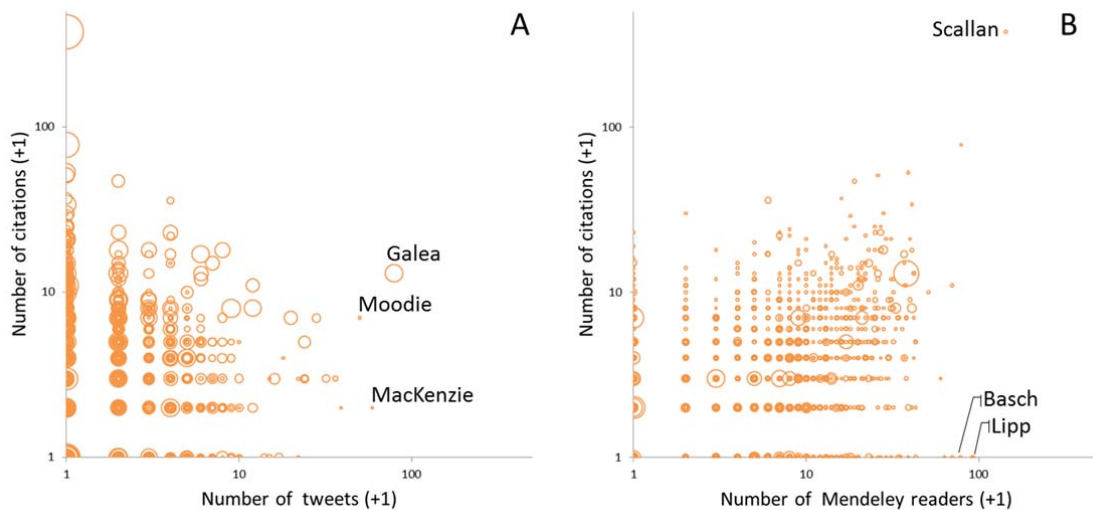 A
Number of citations (+1)
100
10
1
Galea
Moodie
MacKenzie
1
10
100
Number of tweets (+1)
B
Scallan
Number of citations (+1)
100
10
1
Basch
Lipp
1
10
100
Number of Mendeley readers (+1)